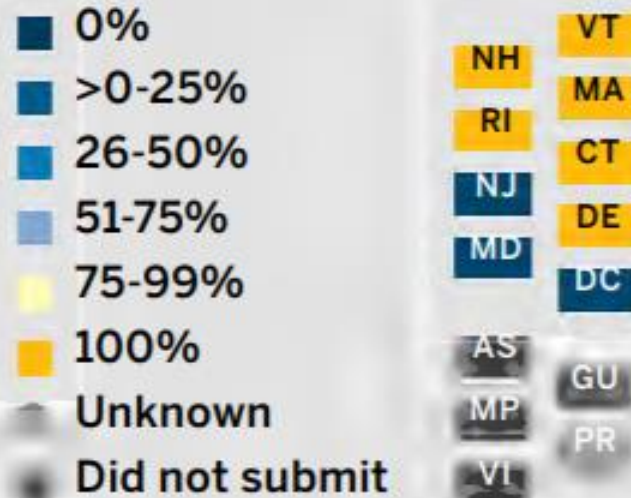 0%
>0-25%
26-50%
51-75%
75-99%
100%
Unknown
Did not submit
VT
NH
MA
RI
CT
NJ
DE
MD
DC
AS
GU
MP
PR
VI